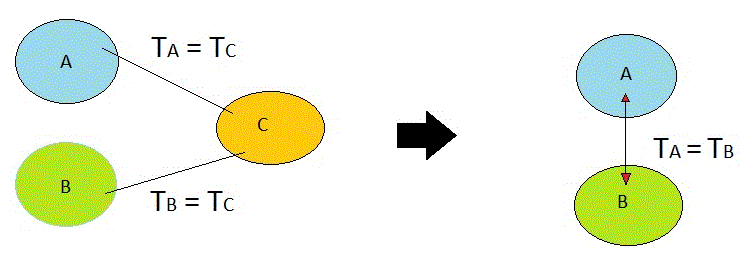 A
TA = TC
C
B
TB = TC
A
TA = TB
B